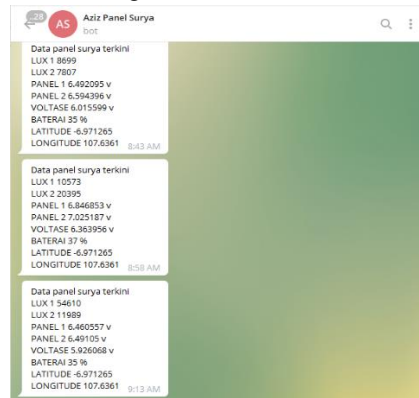 28
AS
Aziz Panel Surya
bot
Data panel surya terkini
LUX 1 8699
LUX 2 7807
PANEL 1 6.492095 v
PANEL 2 6.594396 v
VOLTASE 6.015599 v
BATERAI 35 %
LATITUDE -6.971265
LONGITUDE 107.6361 8:43 AM
Data panel surya terkini
LUX 1 10573
LUX 2 20395
PANEL 1 6.846853 v
PANEL 2 7.025187 v
VOLTASE 6.363956 v
BATERAI 37 %
LATITUDE -6.971265
LONGITUDE 107.6361 8:58 AM
Data panel surya terkini
LUX 1 54610
LUX 2 11989
PANEL 1 6.460557 v
PANEL 2 6.49105 v
VOLTASE 5.926068 v
BATERAI 35 %
LATITUDE -6.971265
LONGITUDE 107.6361 9:13 AM